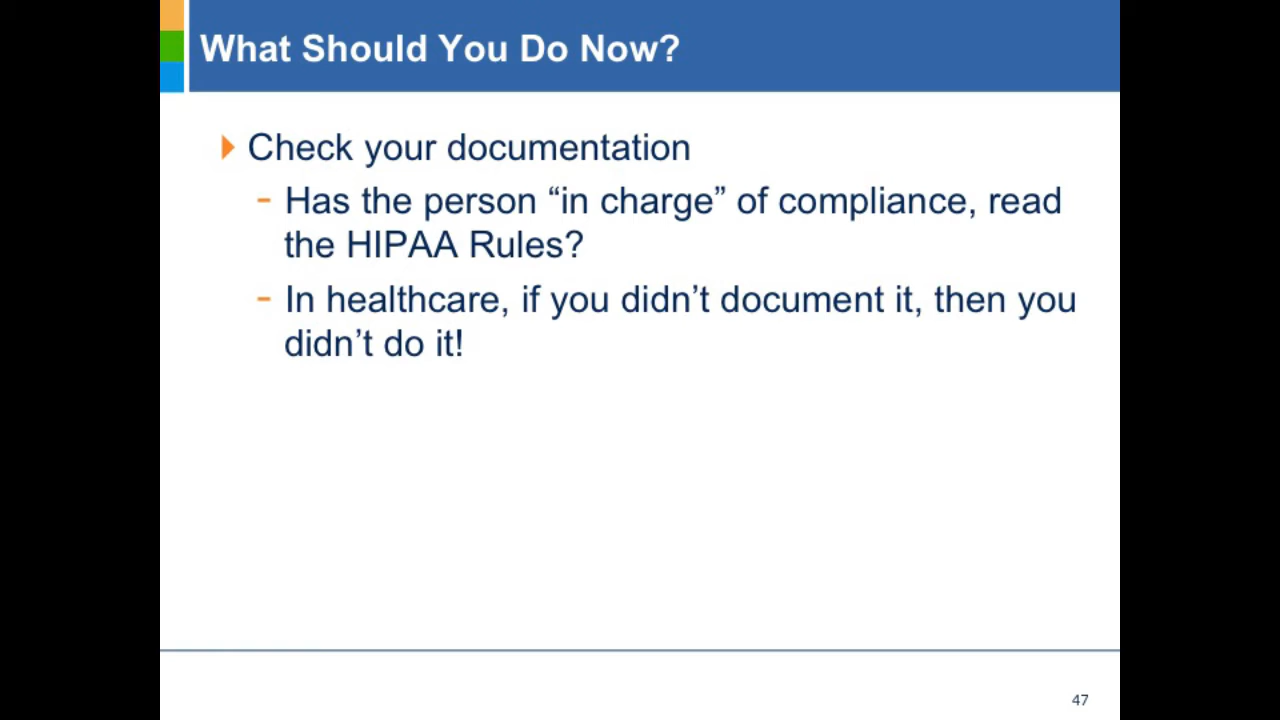 What Should You Do Now?
Check your documentation
- Has the person “in charge” of compliance, read
the HIPAA Rules?
- In healthcare, if you didn’t document it, then you
didn’t do it!
47